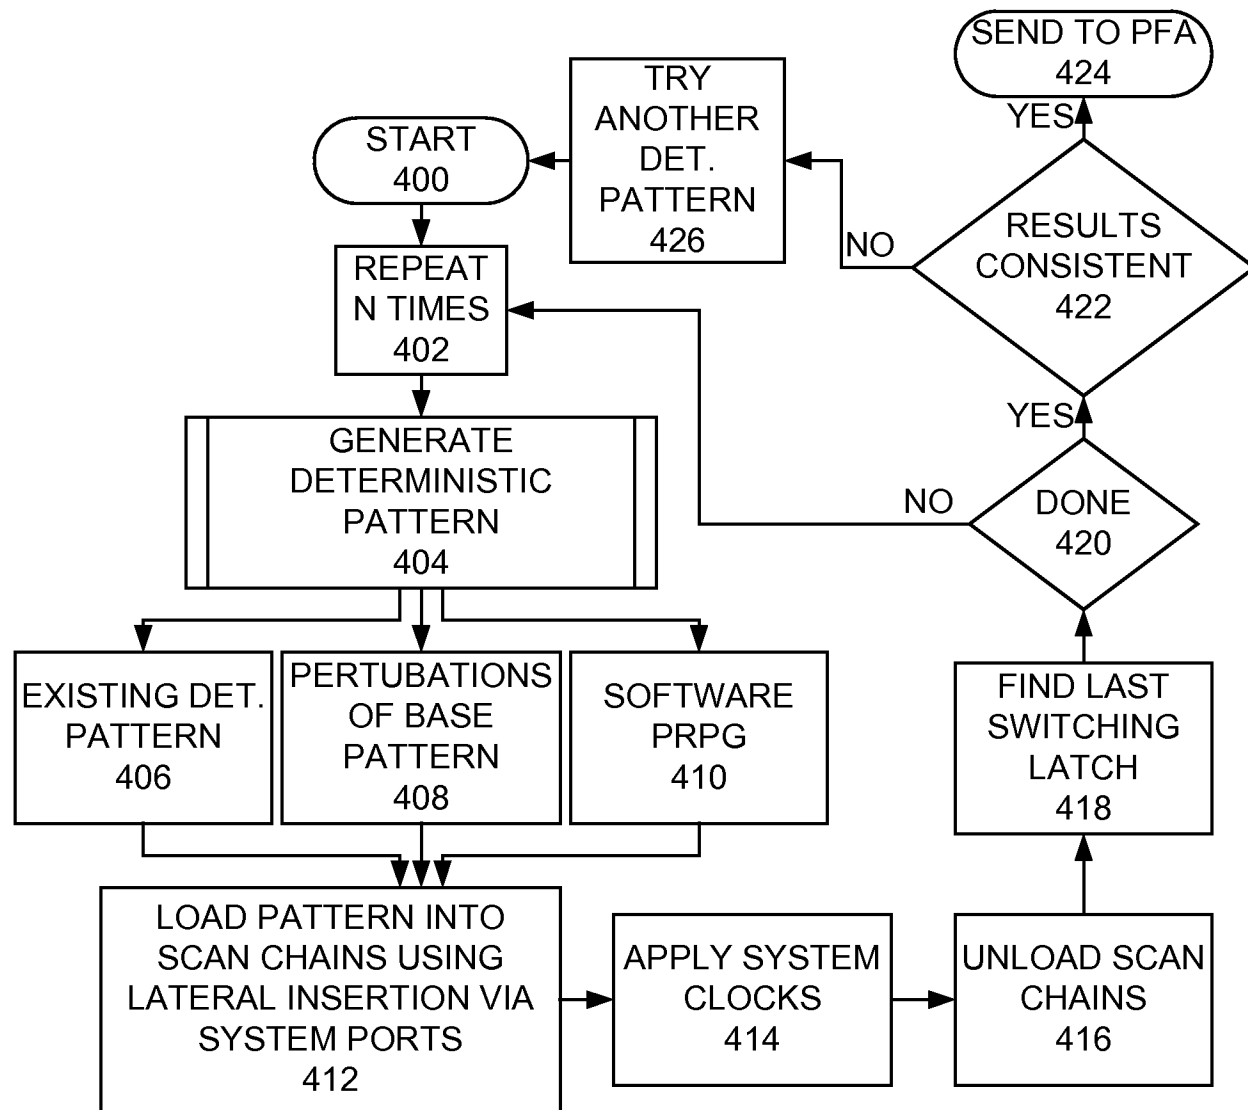 SEND TO PFA
424
YES
TRY
ANOTHER
DET.
PATTERN
426
START
400
NO
RESULTS
CONSISTENT
422
REPEAT
N TIMES
402
YES
GENERATE
DETERMINISTIC
PATTERN
404
NO
DONE
420
EXISTING DET.
PATTERN
406
PERTUBATIONS
OF BASE
PATTERN
408
SOFTWARE
PRPG
410
FIND LAST
SWITCHING
LATCH
418
LOAD PATTERN INTO
SCAN CHAINS USING
LATERAL INSERTION VIA
SYSTEM PORTS
412
APPLY SYSTEM
CLOCKS
414
UNLOAD SCAN
CHAINS
416